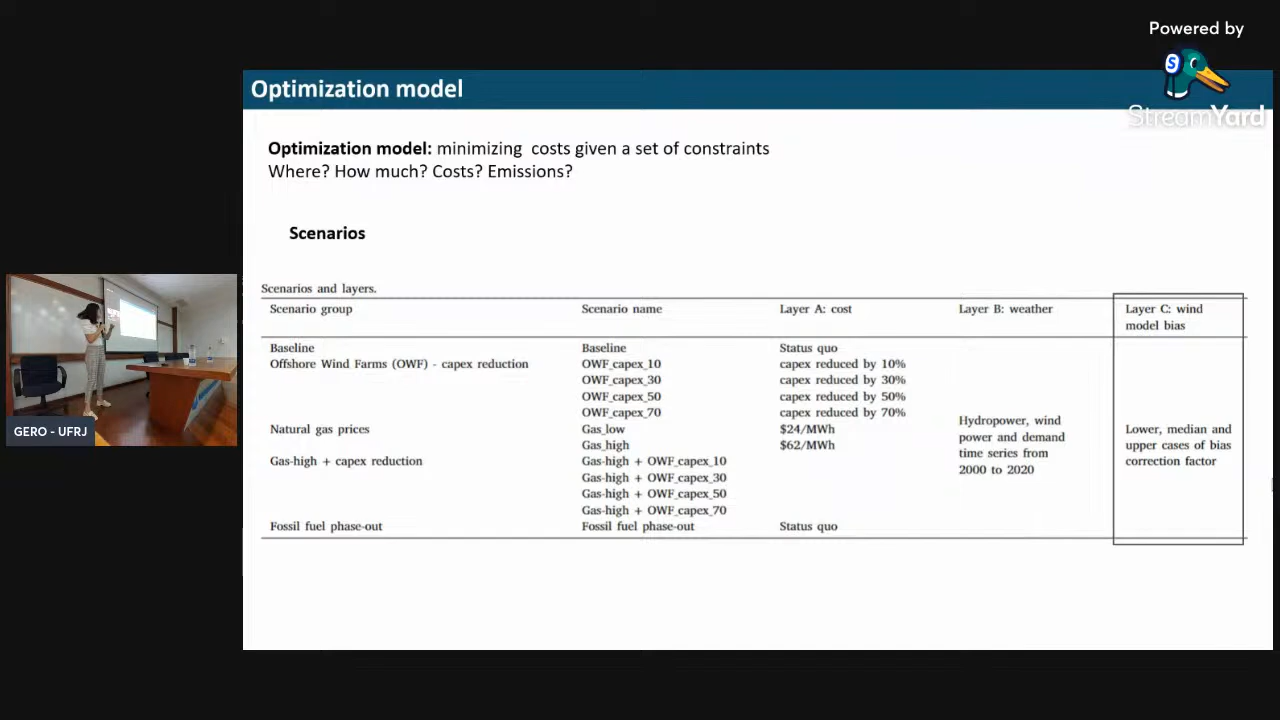 Powered by
S
StreamYard
Optimization model
Optimization model: minimizing costs given a set of constraints
Where? How much? Costs? Emissions?
Scenarios
Scenarios and layers.
Scenario group Scenario name Layer A: cost Layer B: weather Layer C: wind
model bias
Baseline Baseline Status quo
Offshore Wind Farms (OWF) - capex reduction OWF_capex_10 capex reduced by 10%
OWF_capex_30 capex reduced by 30%
OWF_capex_50 capex reduced by 50%
OWF_capex_70 capex reduced by 70%
Natural gas prices Gas_low $24/MWh
Gas_high $62/MWh
Gas-high + capex reduction Gas-high + OWF_capex_10
Gas-high + OWF_capex_30
Gas-high + OWF_capex_50
Gas-high + OWF_capex_70
Fossil fuel phase-out Fossil fuel phase-out Status quo
Hydropower, wind
power and demand
time series from
2000 to 2020
Lower, median and
upper cases of bias
correction factor
GERO - UFRJ